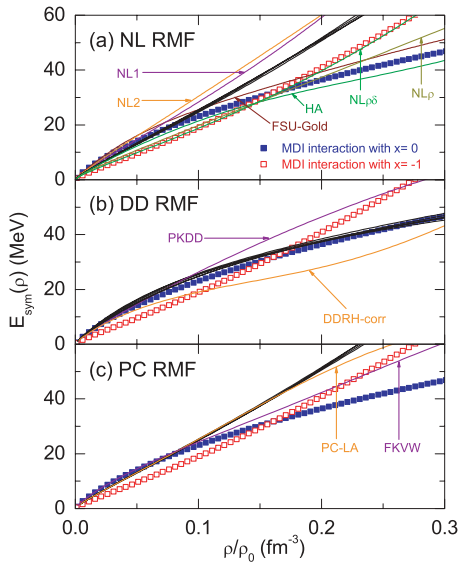 60
(a) NL RMF
NL1
40
NL2
NLρδ
NLρ
HA
20
FSU-Gold
MDI interaction with x= 0
MDI interaction with x= -1
0
(b) DD RMF
PKDD
40
20
DDRH-corr
0
(c) PC RMF
40
PC-LA
FKVW
20
0
E_sym(ρ) (MeV)
0.0 0.1 0.2 0.3
ρ/ρ₀ (fm⁻³)